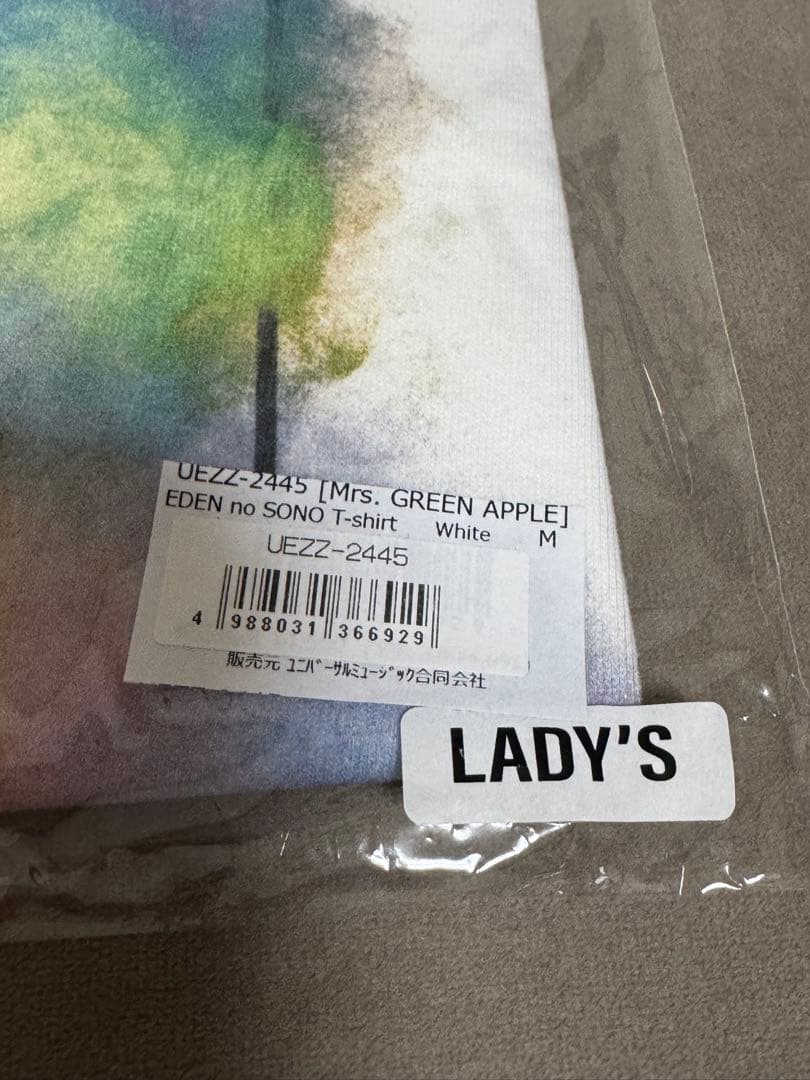 UEZZ-2445 [Mrs. GREEN APPLE]
EDEN no SONO T-shirt White M
UEZZ-2445
4 988031 366929
販売元 ﾕﾆﾊﾞｰｻﾙﾐｭｰｼﾞｯｸ合同会社
LADY'S